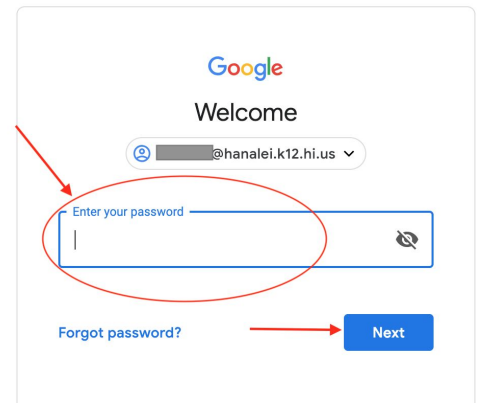 Google
Welcome
@hanalei.k12.hi.us
Enter your password
Forgot password?
Next